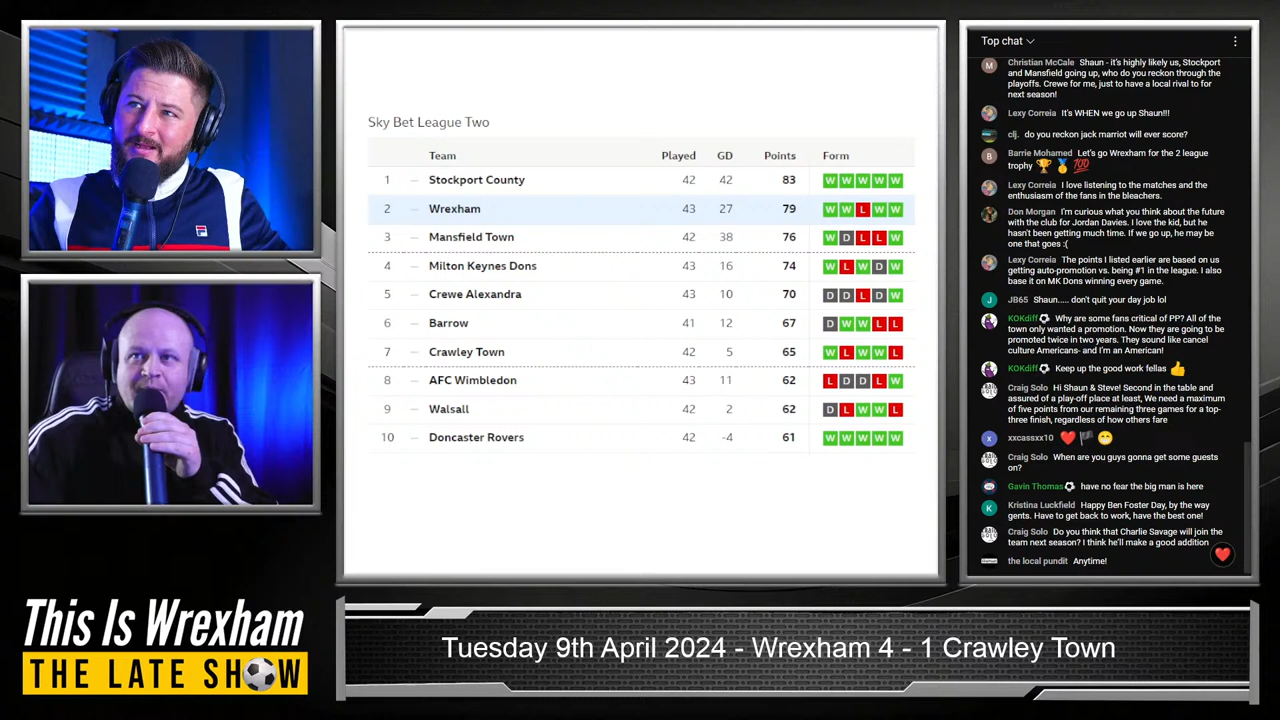 Sky Bet League Two
Team Played GD Points Form
1 Stockport County 42 42 83 W W W W W
2 Wrexham 43 27 79 W W L W W
3 Mansfield Town 42 38 76 W D L L W
4 Milton Keynes Dons 43 16 74 W L W D W
5 Crewe Alexandra 43 10 70 D D L D W
6 Barrow 41 12 67 D W W L L
7 Crawley Town 42 5 65 W L W W L
8 AFC Wimbledon 43 11 62 L D D L W
9 Walsall 42 2 62 D L W W L
10 Doncaster Rovers 42 -4 61 W W W W W
Top chat
M Christian McCale Shaun - it's highly likely us, Stockport
and Mansfield going up, who do you reckon through the
playoffs. Crewe for me, just to have a local rival to for
next season!
Lexy Correia It's WHEN we go up Shaun!!!
clj. do you reckon jack marriot will ever score?
B Barrie Mohamed Let's go Wrexham for the 2 league
trophy 🏆 🥇 💯
Lexy Correia I love listening to the matches and the
enthusiasm of the fans in the bleachers.
Don Morgan I'm curious what you think about the future
with the club for Jordan Davies. I love the kid, but he
hasn't been getting much time. If we go up, he may be
one that goes :(
Lexy Correia The points I listed earlier are based on us
getting auto-promotion vs. being #1 in the league. I also
base it on MK Dons winning every game.
J JB65 Shaun..... don't quit your day job lol
KOKdiff Why are some fans critical of PP? All of the
town only wanted a promotion. Now they are going to be
promoted twice in two years. They sound like cancel
culture Americans- and I'm an American!
KOKdiff Keep up the good work fellas 👍
Craig Solo Hi Shaun & Steve! Second in the table and
assured of a play-off place at least, We need a maximum
of five points from our remaining three games for a top-
three finish, regardless of how others fare
x xxcassxx10 ❤️ 🏴 😁
Craig Solo When are you guys gonna get some guests
on?
Gavin Thomas have no fear the big man is here
K Kristina Luckfield Happy Ben Foster Day, by the way
gents. Have to get back to work, have the best one!
Craig Solo Do you think that Charlie Savage will join the
team next season? I think he'll make a good addition
the local pundit Anytime!
This Is Wrexham
THE LATE SHOW
Tuesday 9th April 2024 - Wrexham 4 - 1 Crawley Town